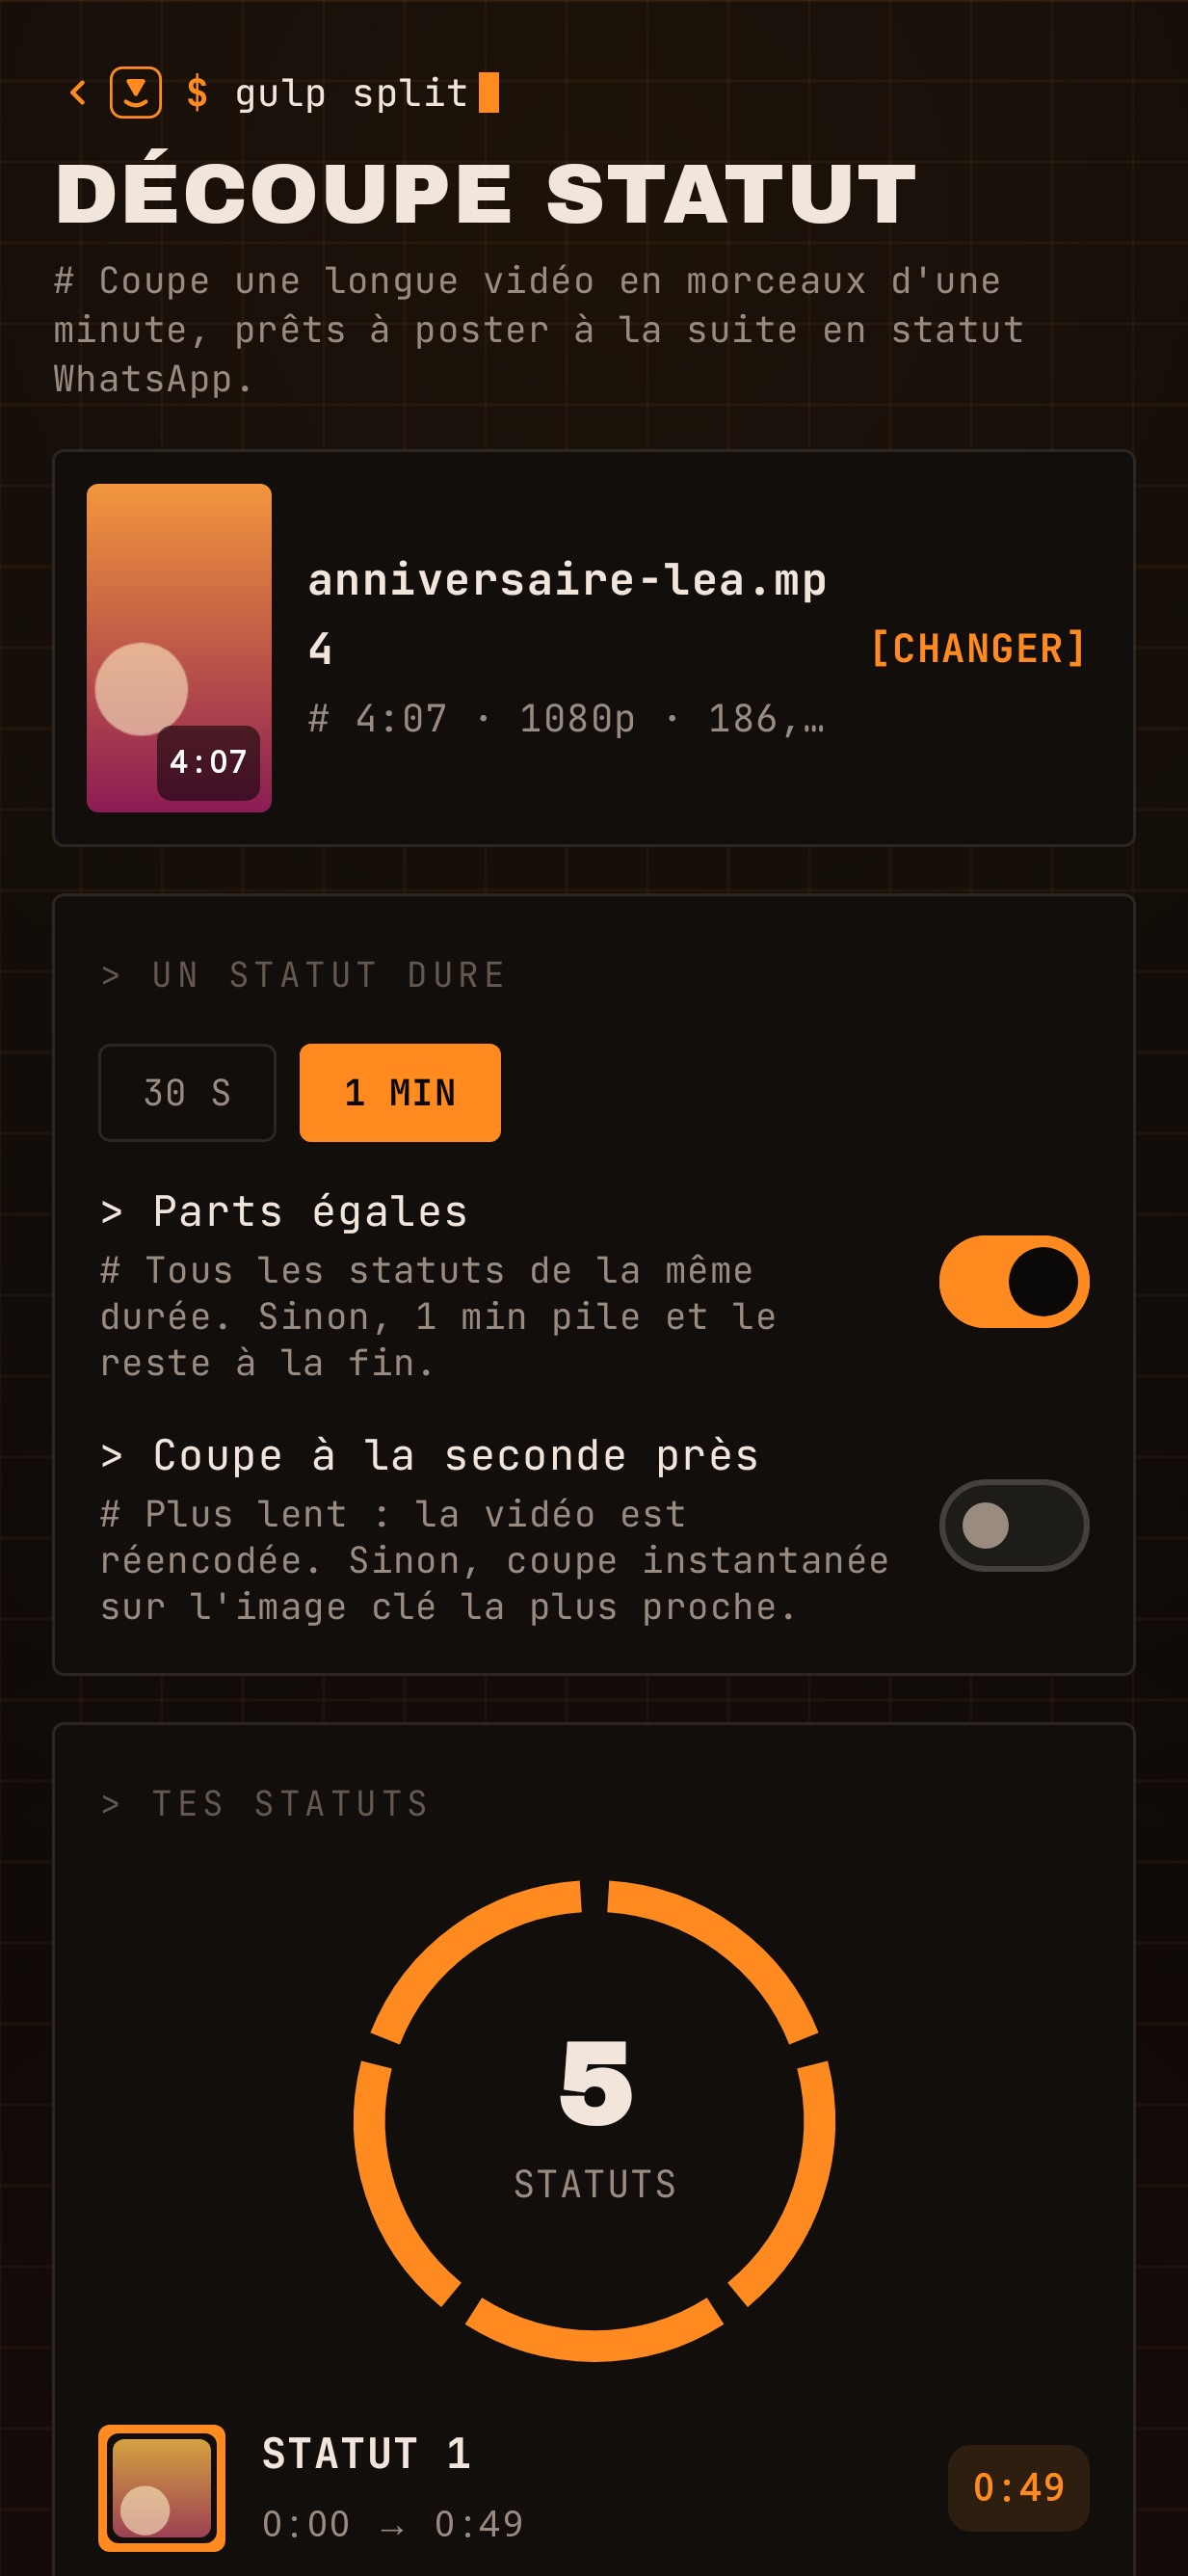 $ gulp split
DÉCOUPE STATUT
# Coupe une longue vidéo en morceaux d'une
minute, prêts à poster à la suite en statut
WhatsApp.
anniversaire-lea.mp
4
[CHANGER]
# 4:07 · 1080p · 186,…
4:07
> UN STATUT DURE
30 S
1 MIN
> Parts égales
# Tous les statuts de la même
durée. Sinon, 1 min pile et le
reste à la fin.
> Coupe à la seconde près
# Plus lent : la vidéo est
réencodée. Sinon, coupe instantanée
sur l'image clé la plus proche.
> TES STATUTS
5
STATUTS
STATUT 1
0:00 → 0:49
0:49